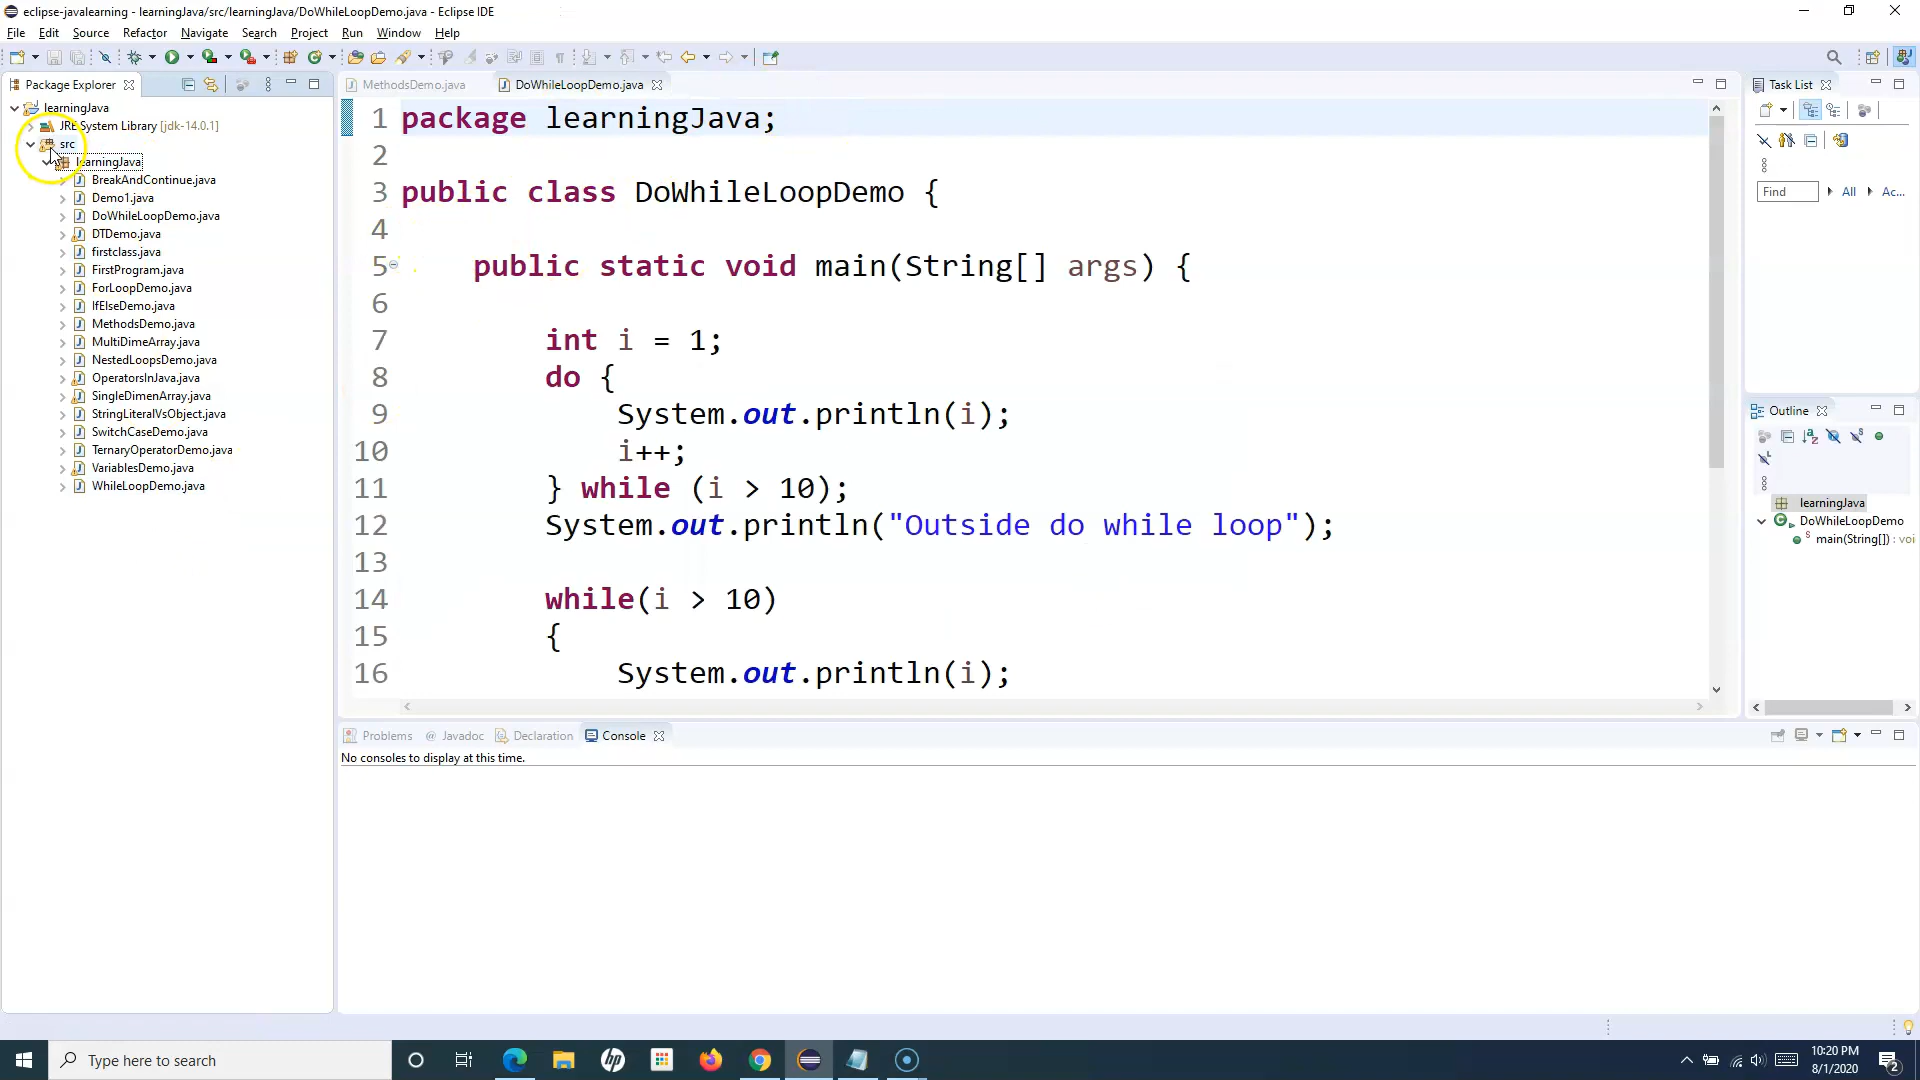 eclipse-javalearning - learningJava/src/learningJava/DoWhileLoopDemo.java - Eclipse IDE
File Edit Source Refactor Navigate Search Project Run Window Help
Package Explorer
learningJava
JRE System Library [jdk-14.0.1]
src
learningJava
BreakAndContinue.java
Demo1.java
DoWhileLoopDemo.java
DTDemo.java
firstclass.java
FirstProgram.java
ForLoopDemo.java
IfElseDemo.java
MethodsDemo.java
MultiDimeArray.java
NestedLoopsDemo.java
OperatorsInJava.java
SingleDimenArray.java
StringLiteralVsObject.java
SwitchCaseDemo.java
TernaryOperatorDemo.java
VariablesDemo.java
WhileLoopDemo.java
MethodsDemo.java DoWhileLoopDemo.java
1 package learningJava;
2
3 public class DoWhileLoopDemo {
4
5 public static void main(String[] args) {
6
7 int i = 1;
8 do {
9 System.out.println(i);
10 i++;
11 } while (i > 10);
12 System.out.println("Outside do while loop");
13
14 while(i > 10)
15 {
16 System.out.println(i);
Problems @ Javadoc Declaration Console
No consoles to display at this time.
Task List
Find All Ac...
Outline
learningJava
DoWhileLoopDemo
main(String[]) : voi
Type here to search
hp
10:20 PM
8/1/2020
2